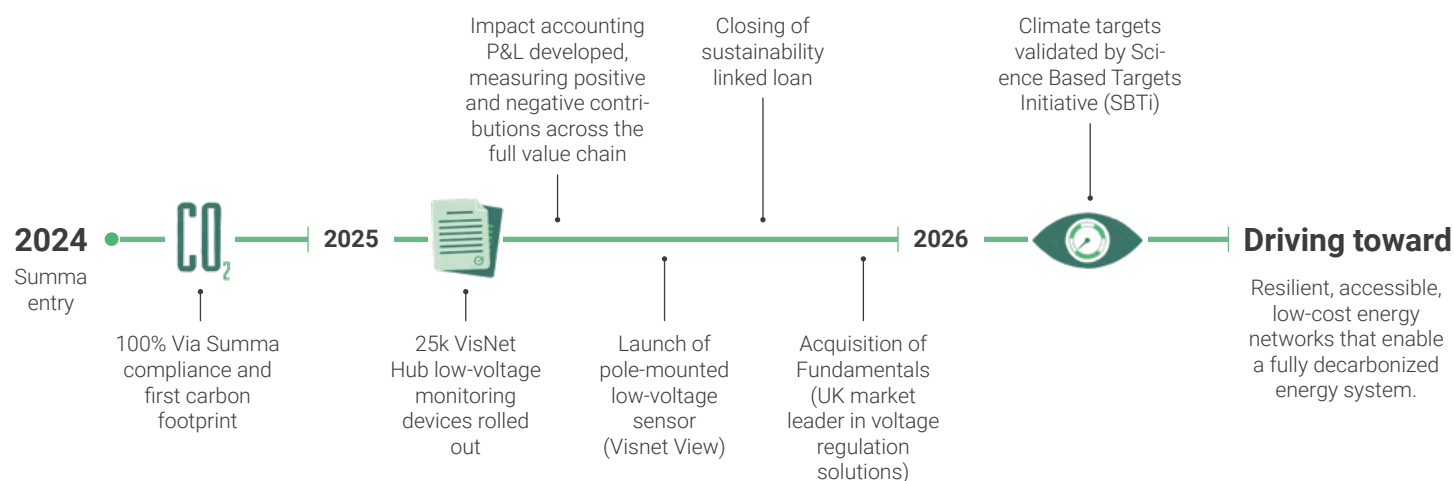 Impact accounting
P&L developed,
measuring positive
and negative contri-
butions across the
full value chain
Closing of
sustainability
linked loan
Climate targets
validated by Sci-
ence Based Targets
Initiative (SBTi)
2024
Summa
entry
CO2
2025
2026
Driving toward
Resilient, accessible,
low-cost energy
networks that enable
a fully decarbonized
energy system.
100% Via Summa
compliance and
first carbon
footprint
25k VisNet
Hub low-voltage
monitoring
devices rolled
out
Launch of
pole-mounted
low-voltage
sensor
(Visnet View)
Acquisition of
Fundamentals
(UK market
leader in voltage
regulation
solutions)